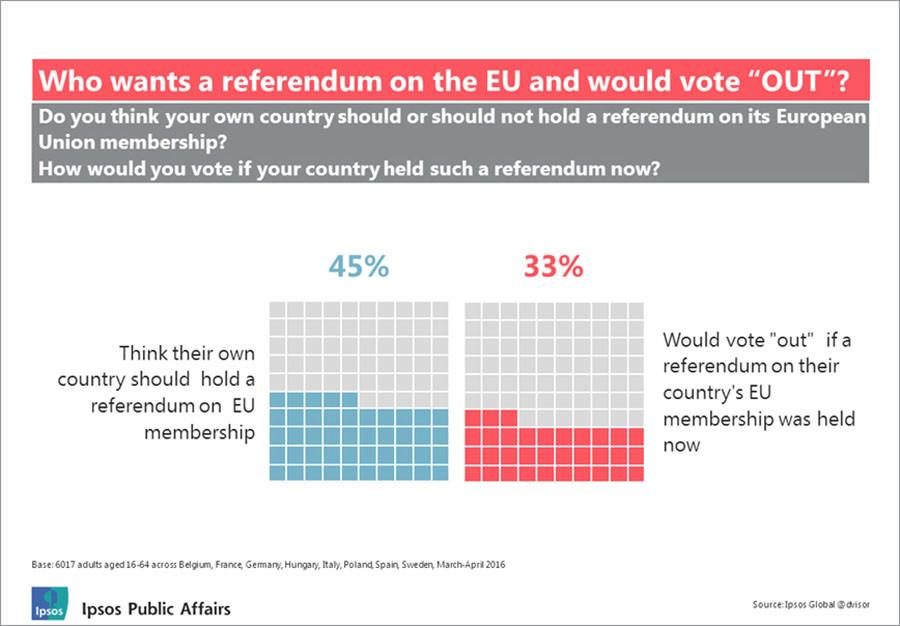 Who wants a referendum on the EU and would vote “OUT”?
Do you think your own country should or should not hold a referendum on its European
Union membership?
How would you vote if your country held such a referendum now?
45%
33%
Think their own
country should hold a
referendum on EU
membership
Would vote "out" if a
referendum on their
country's EU
membership was held
now
Base: 6017 adults aged 16-64 across Belgium, France, Germany, Hungary, Italy, Poland, Spain, Sweden, March-April 2016
Ipsos
Ipsos Public Affairs
Source: Ipsos Global @dvisor